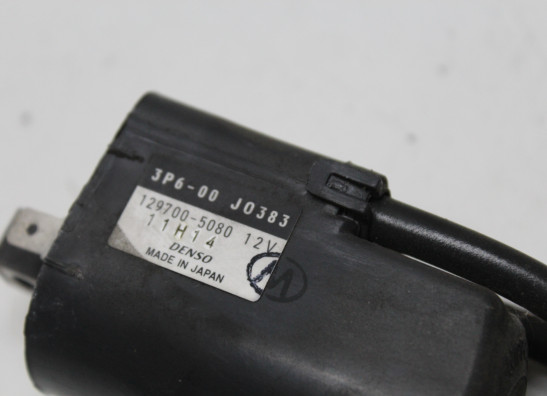 3P6-00 J0383
129700-5080 12V
11H14
DENSO
MADE IN JAPAN
W